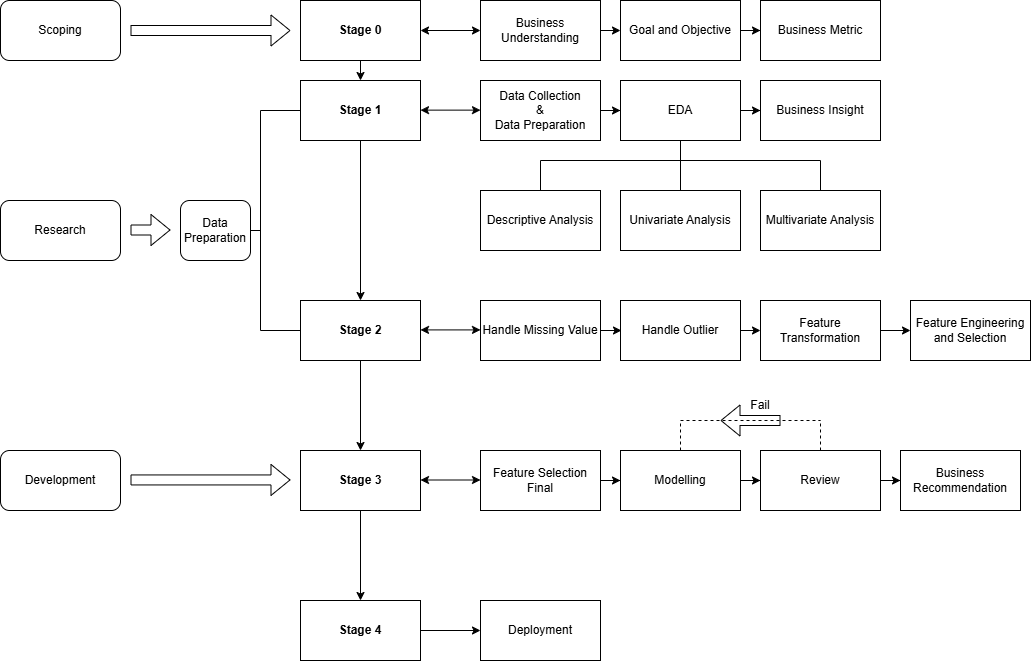 Scoping
Stage 0
Business
Understanding
Goal and Objective
Business Metric
Stage 1
Data Collection
&
Data Preparation
EDA
Business Insight
Descriptive Analysis
Univariate Analysis
Multivariate Analysis
Research
Data
Preparation
Stage 2
Handle Missing Value
Handle Outlier
Feature
Transformation
Feature Engineering
and Selection
Fail
Development
Stage 3
Feature Selection
Final
Modelling
Review
Business
Recommendation
Stage 4
Deployment